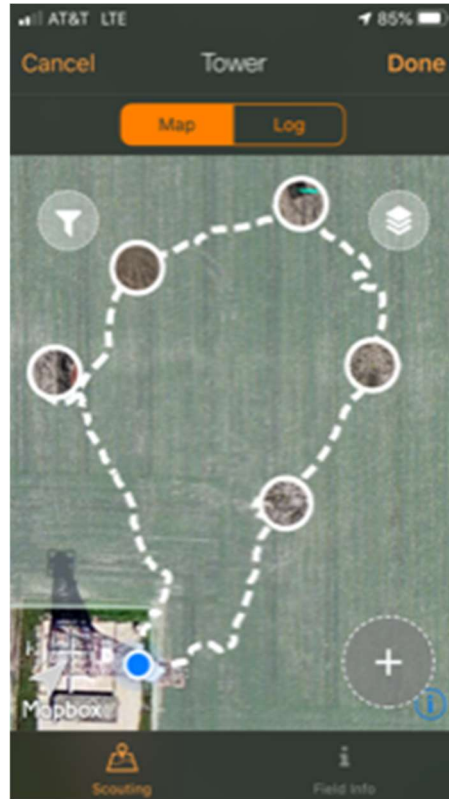 AT&T LTE 85%
Cancel Tower Done
Map Log
Mapbox
Scouting Field Info